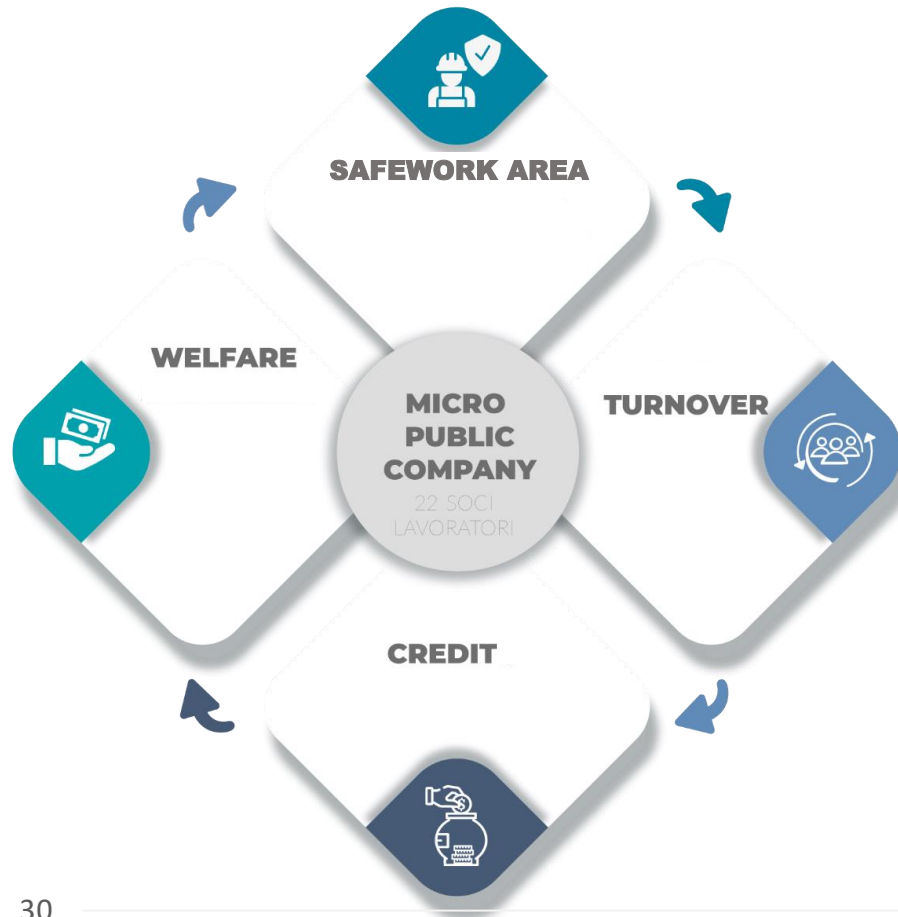 SAFEWORK AREA
WELFARE
TURNOVER
MICRO
PUBLIC
COMPANY
22 SOCI
LAVORATORI
CREDIT
30